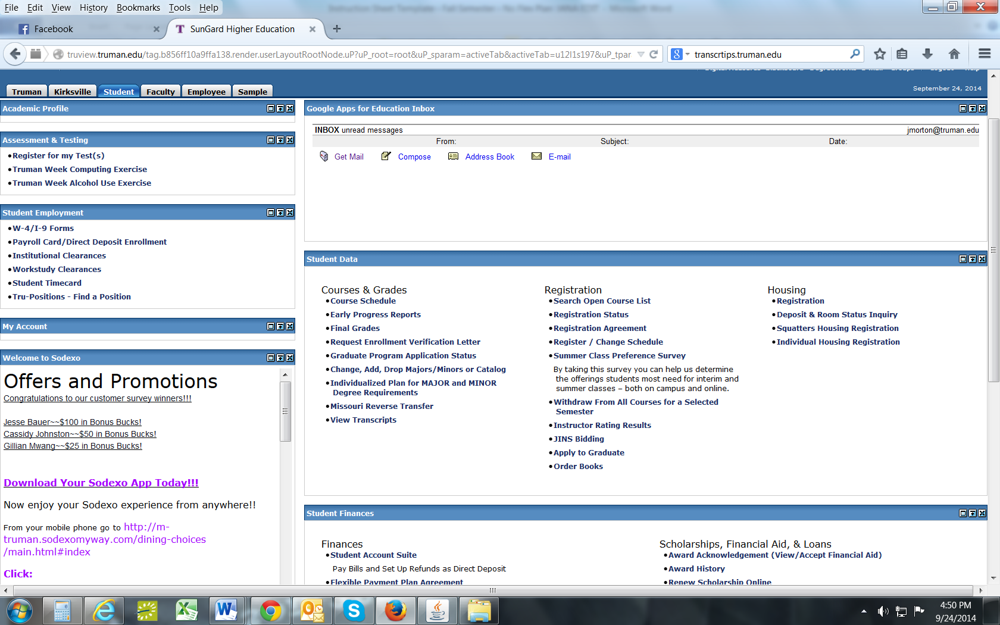 Instruction Sheet Template - Fall Semester - No Flex Plan
Microsoft Word
File Edit View History Bookmarks Tools Help
Facebook
SunGard Higher Education
truview.truman.edu/tag.b856ff10a9ffa138.render.userLayoutRootNode.uP?uP_root=root&uP_sparam=activeTab&activeTab=u12l1s197&uP_tpar
transcrtips.truman.edu
Truman Kirksville Student Faculty Employee Sample
September 24, 2014
Academic Profile
Assessment & Testing
Register for my Test(s)
Truman Week Computing Exercise
Truman Week Alcohol Use Exercise
Student Employment
W-4/I-9 Forms
Payroll Card/Direct Deposit Enrollment
Institutional Clearances
Workstudy Clearances
Student Timecard
Tru-Positions - Find a Position
My Account
Welcome to Sodexo
Offers and Promotions
Congratulations to our customer survey winners!!!
Jesse Bauer~~$100 in Bonus Bucks!
Cassidy Johnston~~$50 in Bonus Bucks!
Gillian Mwang~~$25 in Bonus Bucks!
Download Your Sodexo App Today!!!
Now enjoy your Sodexo experience from anywhere!!
From your mobile phone go to http://m-
truman.sodexomyway.com/dining-choices
/main.html#index
Click:
Google Apps for Education Inbox
INBOX unread messages jmorton@truman.edu
From: Subject: Date:
Get Mail Compose Address Book E-mail
Student Data
Courses & Grades
Course Schedule
Early Progress Reports
Final Grades
Request Enrollment Verification Letter
Graduate Program Application Status
Change, Add, Drop Majors/Minors or Catalog
Individualized Plan for MAJOR and MINOR
Degree Requirements
Missouri Reverse Transfer
View Transcripts
Registration
Search Open Course List
Registration Status
Registration Agreement
Register / Change Schedule
Summer Class Preference Survey
By taking this survey you can help us determine
the offerings students most need for interim and
summer classes – both on campus and online.
Withdraw From All Courses for a Selected
Semester
Instructor Rating Results
JINS Bidding
Apply to Graduate
Order Books
Housing
Registration
Deposit & Room Status Inquiry
Squatters Housing Registration
Individual Housing Registration
Student Finances
Finances
Student Account Suite
Pay Bills and Set Up Refunds as Direct Deposit
Flexible Payment Plan Agreement
Scholarships, Financial Aid, & Loans
Award Acknowledgement (View/Accept Financial Aid)
Award History
Renew Scholarship Online
4:50 PM
9/24/2014